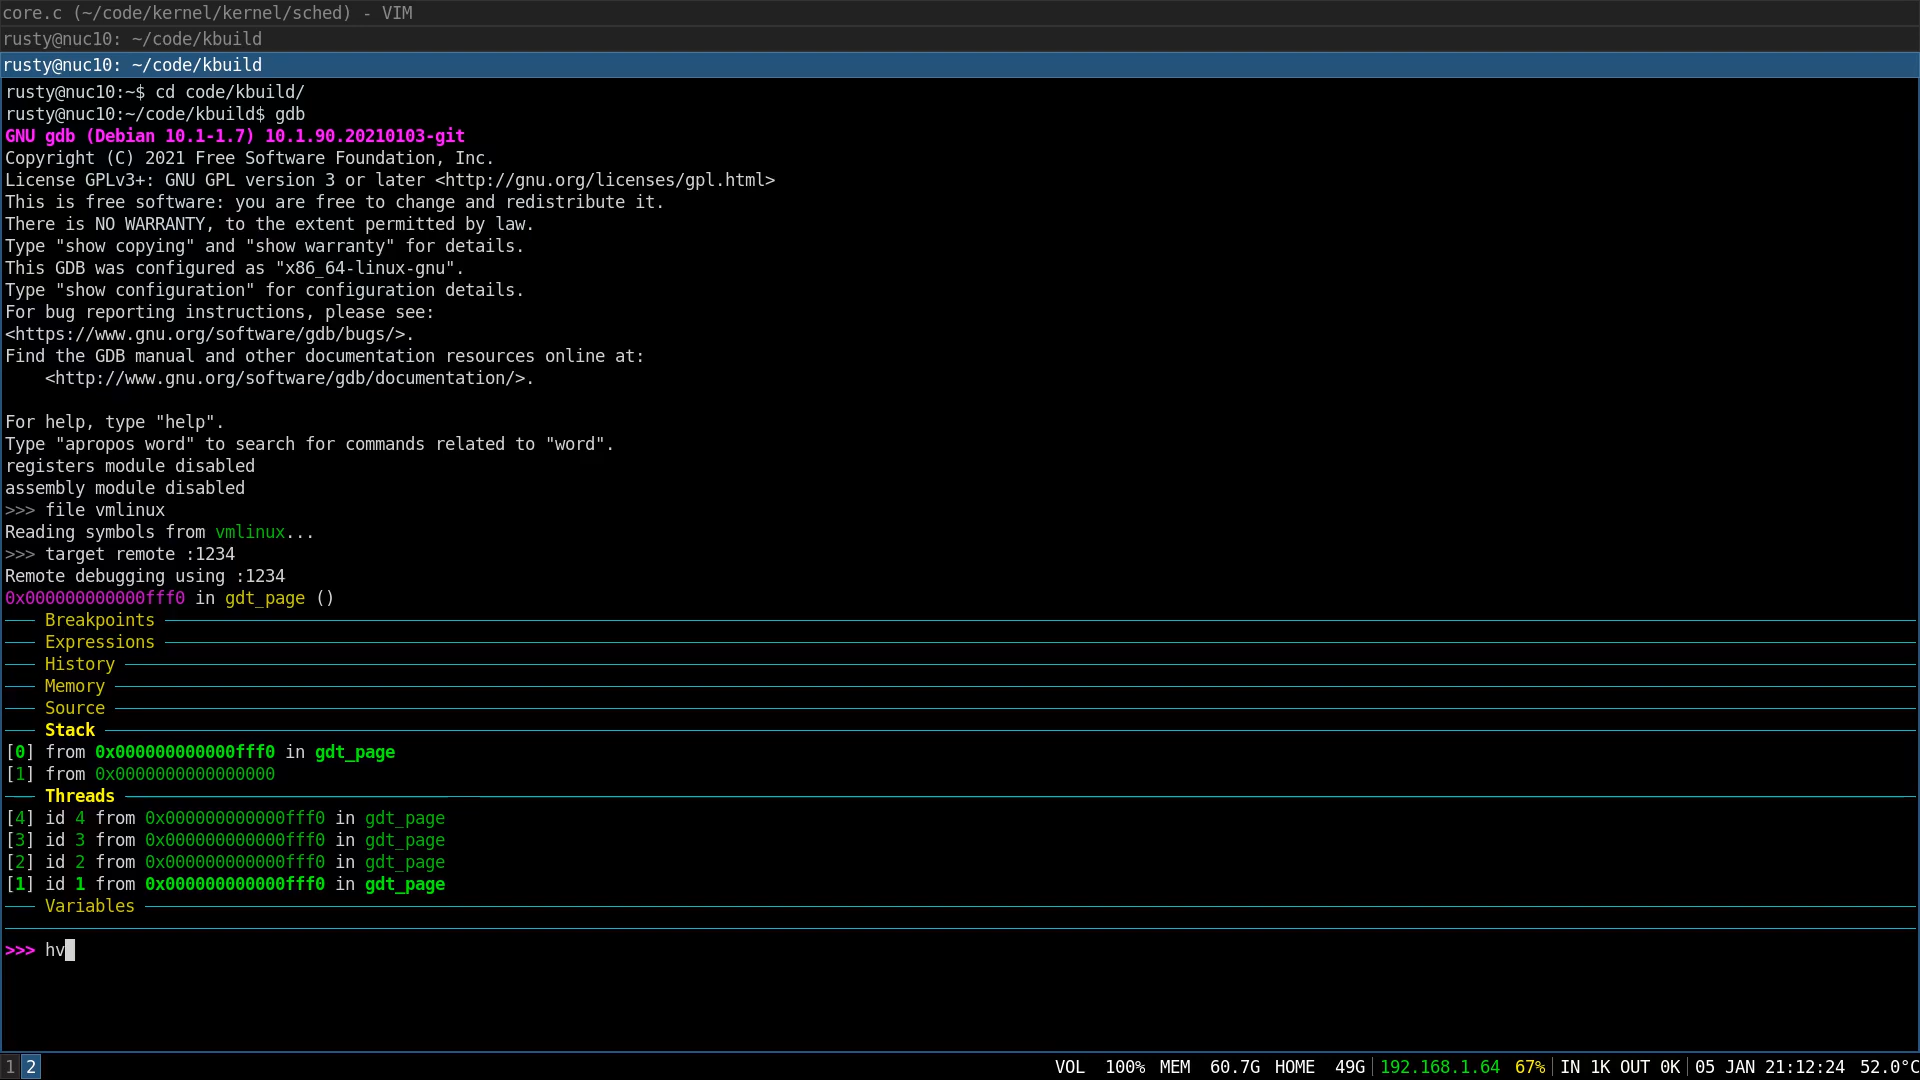 core.c (~/code/kernel/kernel/sched) - VIM
rusty@nuc10: ~/code/kbuild
rusty@nuc10: ~/code/kbuild
rusty@nuc10:~$ cd code/kbuild/
rusty@nuc10:~/code/kbuild$ gdb
GNU gdb (Debian 10.1-1.7) 10.1.90.20210103-git
Copyright (C) 2021 Free Software Foundation, Inc.
License GPLv3+: GNU GPL version 3 or later <http://gnu.org/licenses/gpl.html>
This is free software: you are free to change and redistribute it.
There is NO WARRANTY, to the extent permitted by law.
Type "show copying" and "show warranty" for details.
This GDB was configured as "x86_64-linux-gnu".
Type "show configuration" for configuration details.
For bug reporting instructions, please see:
<https://www.gnu.org/software/gdb/bugs/>.
Find the GDB manual and other documentation resources online at:
    <http://www.gnu.org/software/gdb/documentation/>.

For help, type "help".
Type "apropos word" to search for commands related to "word".
registers module disabled
assembly module disabled
>>> file vmlinux
Reading symbols from vmlinux...
>>> target remote :1234
Remote debugging using :1234
0x000000000000fff0 in gdt_page ()
─── Breakpoints
─── Expressions
─── History
─── Memory
─── Source
─── Stack
[0] from 0x000000000000fff0 in gdt_page
[1] from 0x0000000000000000
─── Threads
[4] id 4 from 0x000000000000fff0 in gdt_page
[3] id 3 from 0x000000000000fff0 in gdt_page
[2] id 2 from 0x000000000000fff0 in gdt_page
[1] id 1 from 0x000000000000fff0 in gdt_page
─── Variables
>>> hv
1 2 VOL 100% MEM 60.7G HOME 49G 192.168.1.64 67% IN 1K OUT 0K 05 JAN 21:12:24 52.0°C